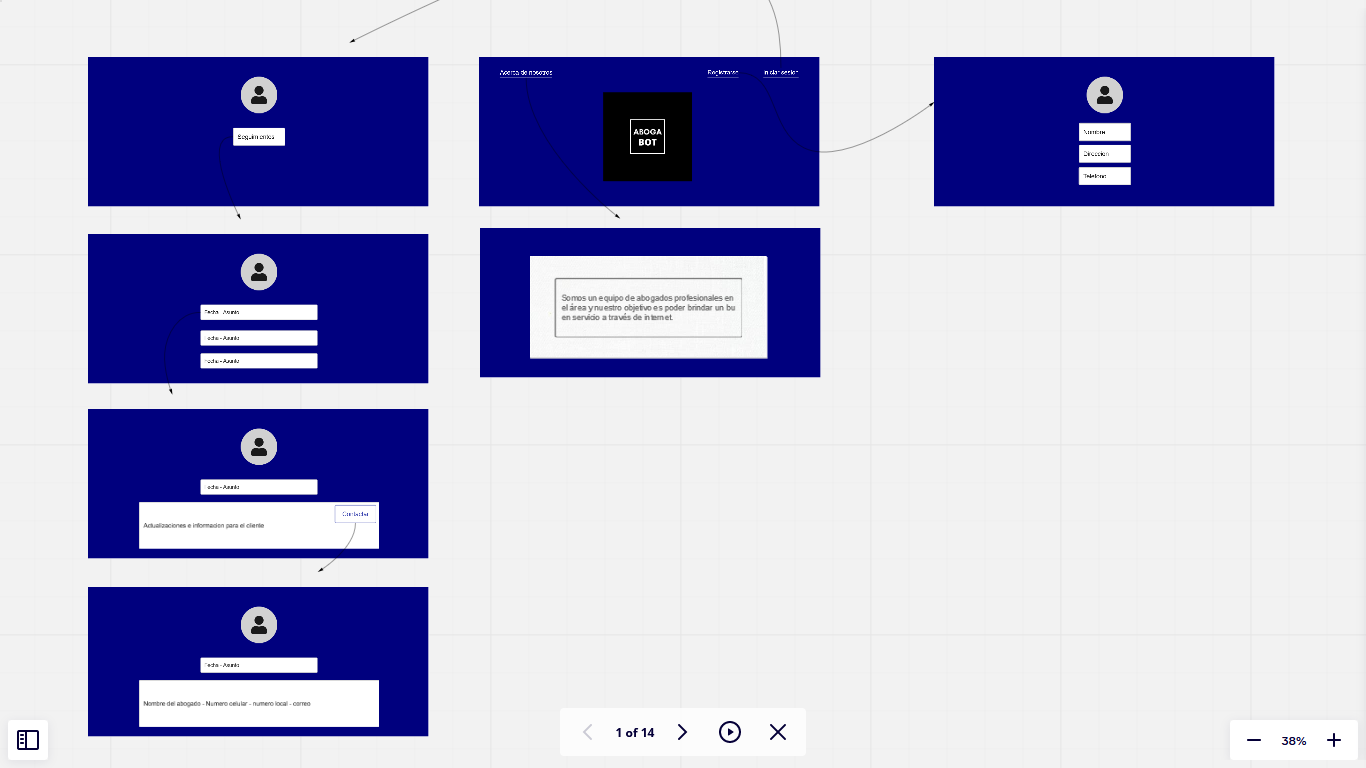 Seguimientos
Fecha - Asunto
Fecha - Asunto
Fecha - Asunto
Fecha - Asunto
Contactar
Actualizaciones e informacion para el cliente
Fecha - Asunto
Nombre del abogado - Numero celular - numero local - correo
Acerca de nosotros
Registrarse
Iniciar sesion
ABOGA
BOT
Somos un equipo de abogados profesionales en
el área y nuestro objetivo es poder brindar un bu
en servicio a través de internet.
Nombre
Direccion
Telefono
1 of 14
38%